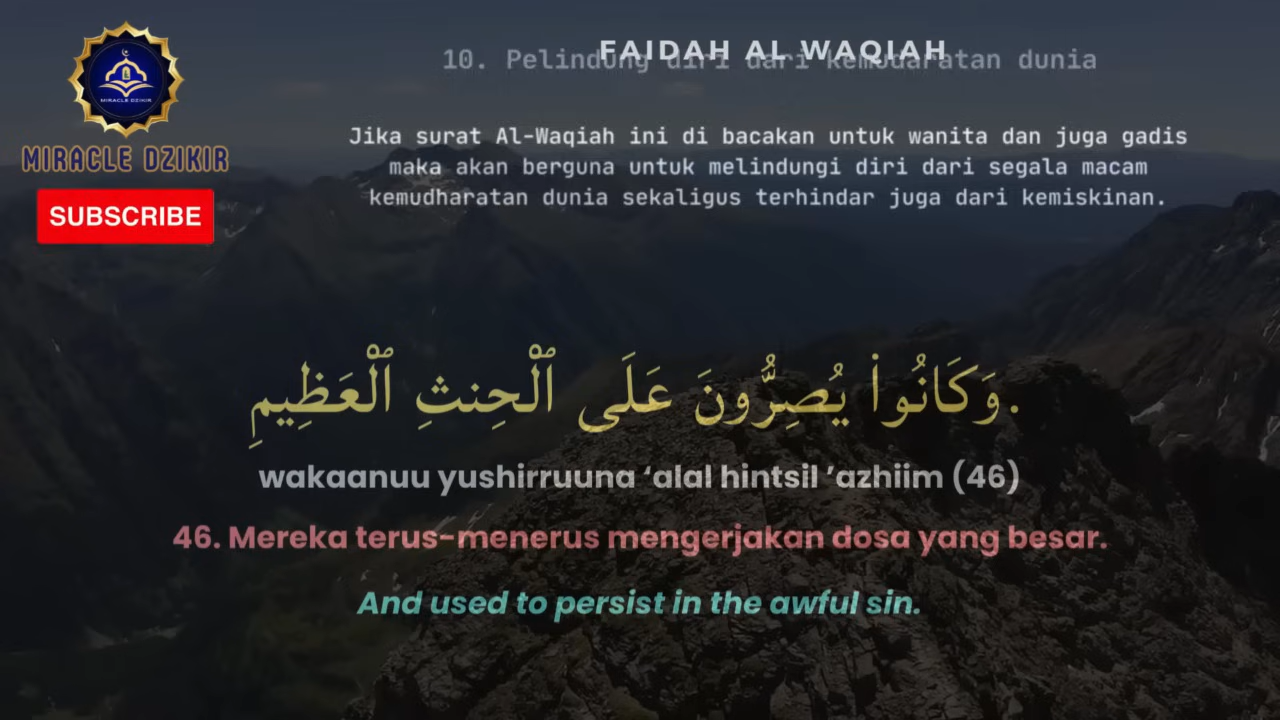 FAIDAH AL WAQIAH
10. Pelindung diri dari kemudaratan dunia
MIRACLE DZIKIR
MIRACLE DZIKIR
SUBSCRIBE
Jika surat Al-Waqiah ini di bacakan untuk wanita dan juga gadis
maka akan berguna untuk melindungi diri dari segala macam
kemudharatan dunia sekaligus terhindar juga dari kemiskinan.
وَكَانُوا۟ يُصِرُّونَ عَلَى ٱلْحِنثِ ٱلْعَظِيمِ.
wakaanuu yushirruuna ‘alal hintsil ’azhiim (46)
46. Mereka terus-menerus mengerjakan dosa yang besar.
And used to persist in the awful sin.